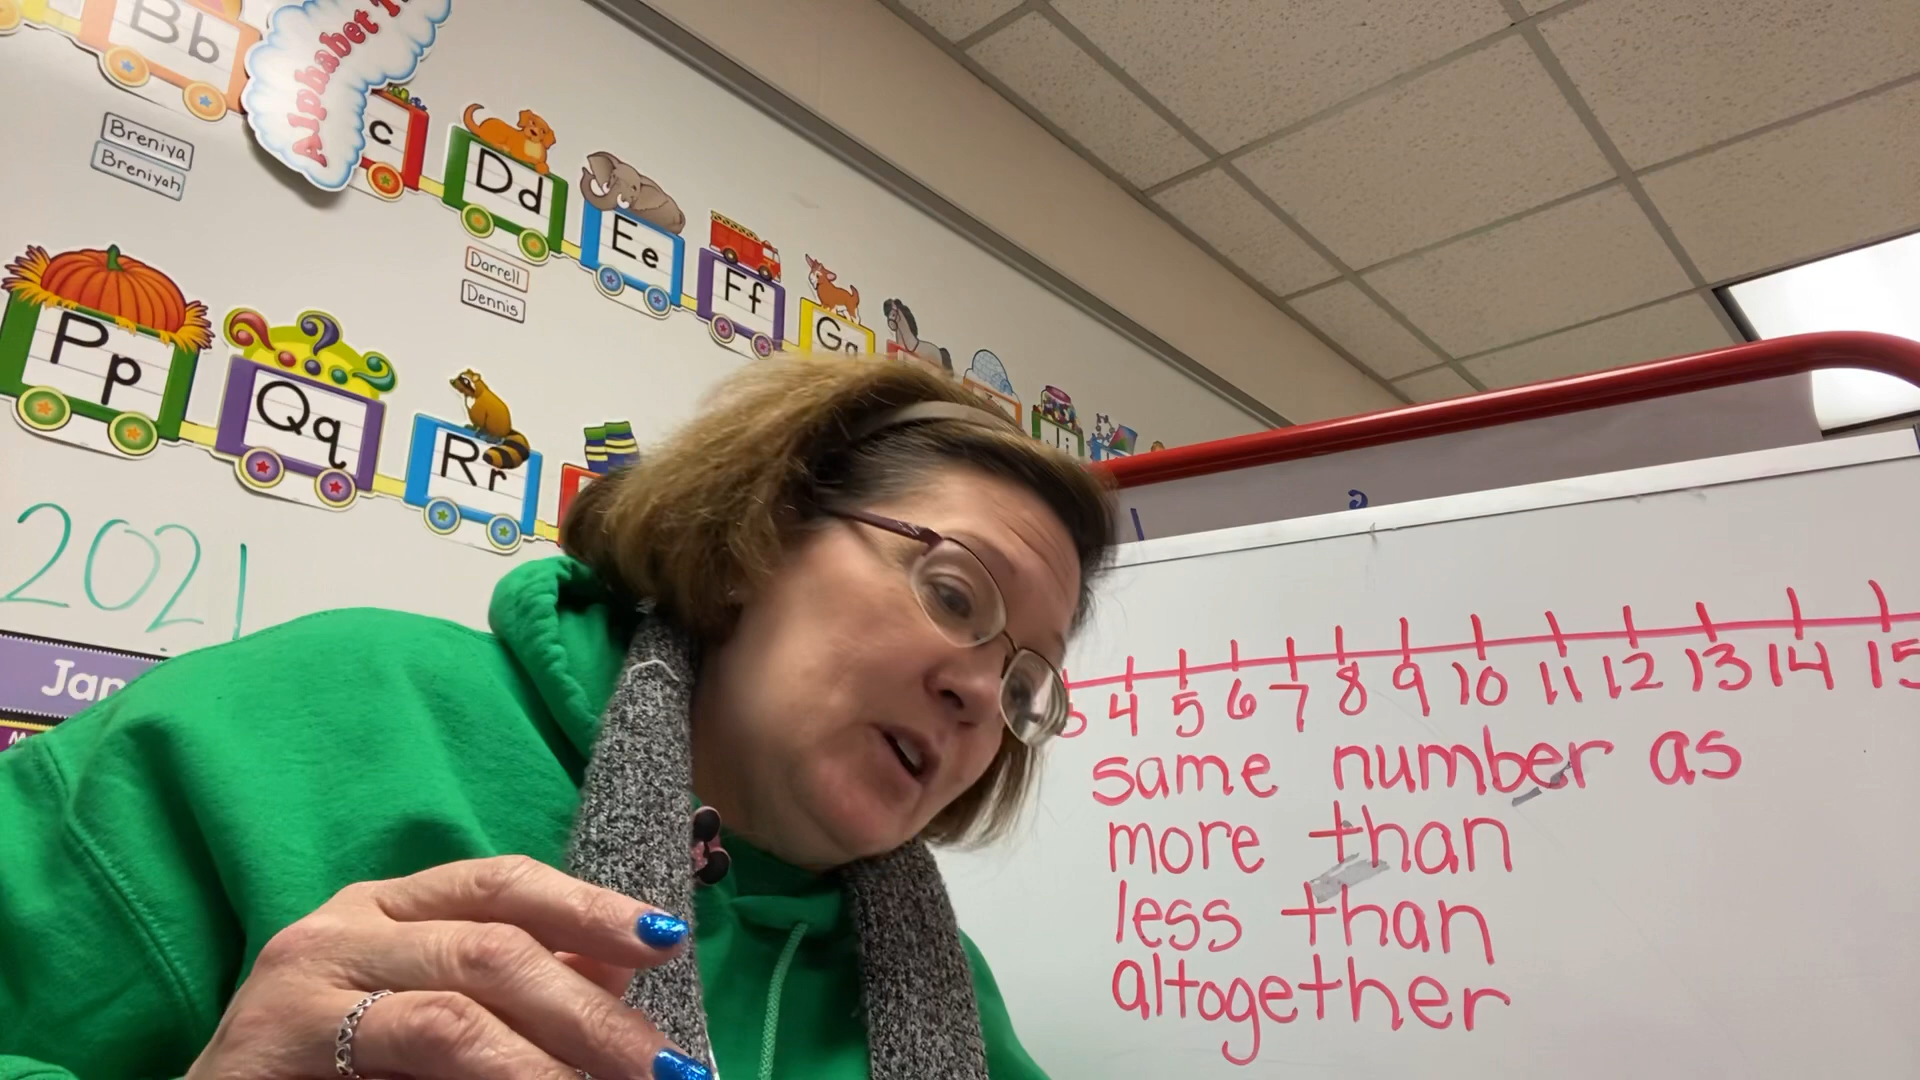 Bb
Alphabet
c
Dd
Ee
Ff
Gg
Breniya
Breniyah
Darrell
Dennis
Pp
Qq
Rr
2021
Jan
4 5 6 7 8 9 10 11 12 13 14 15
same number as
more than
less than
altogether